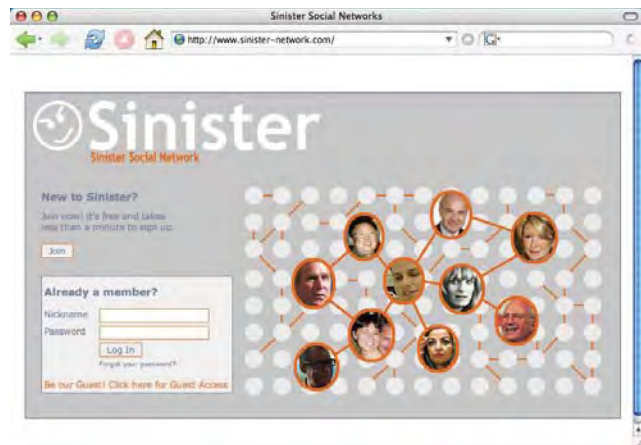 Sinister Social Networks
http://www.sinister-network.com/
G
Sinister
Sinister Social Network
New to Sinister?
Join now! it's free and takes
less than a minute to sign up.
Join
Already a member?
Nickname
Password
Log In
Forgot your password?
Be our Guest! Click here for Guest Access